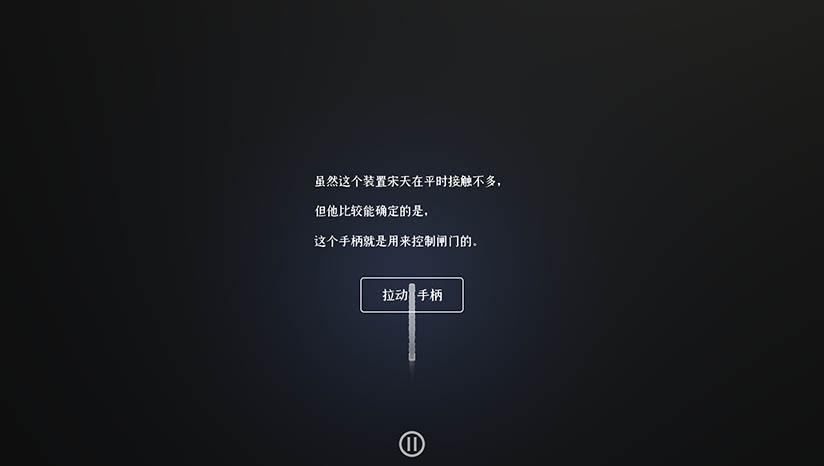 虽然这个装置宋天在平时接触不多,
但他比较能确定的是,
这个手柄就是用来控制闸门的。
拉动 手柄